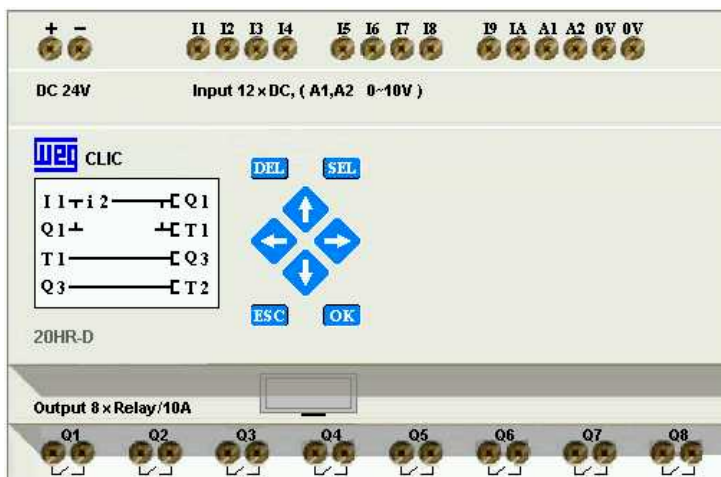 + − I1 I2 I3 I4 I5 I6 I7 I8 I9 IA A1 A2 0V 0V
DC 24V Input 12×DC, ( A1,A2 0~10V )
WEG CLIC
DEL SEL
I1 i2 Q1
Q1 T1
T1 Q3
Q3 T2
ESC OK
20HR-D
Output 8×Relay/10A
Q1 Q2 Q3 Q4 Q5 Q6 Q7 Q8